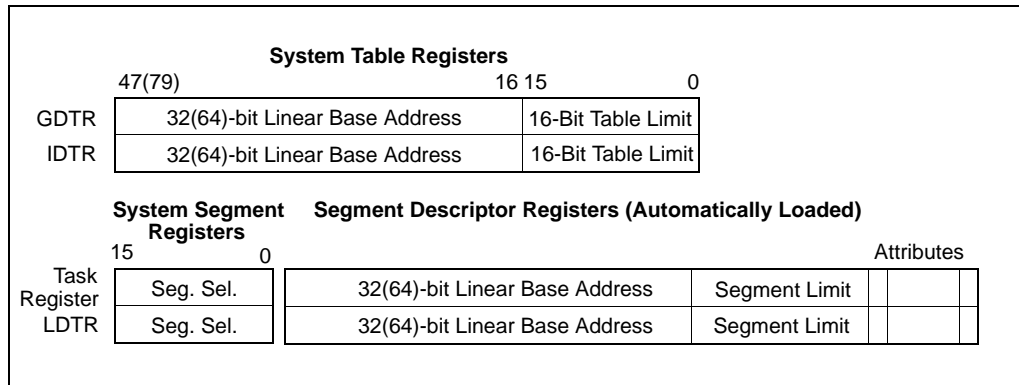 System Table Registers
47(79) 16 15 0
GDTR 32(64)-bit Linear Base Address 16-Bit Table Limit
IDTR 32(64)-bit Linear Base Address 16-Bit Table Limit
System Segment Registers Segment Descriptor Registers (Automatically Loaded)
15 0 Attributes
Task Register Seg. Sel. 32(64)-bit Linear Base Address Segment Limit
LDTR Seg. Sel. 32(64)-bit Linear Base Address Segment Limit